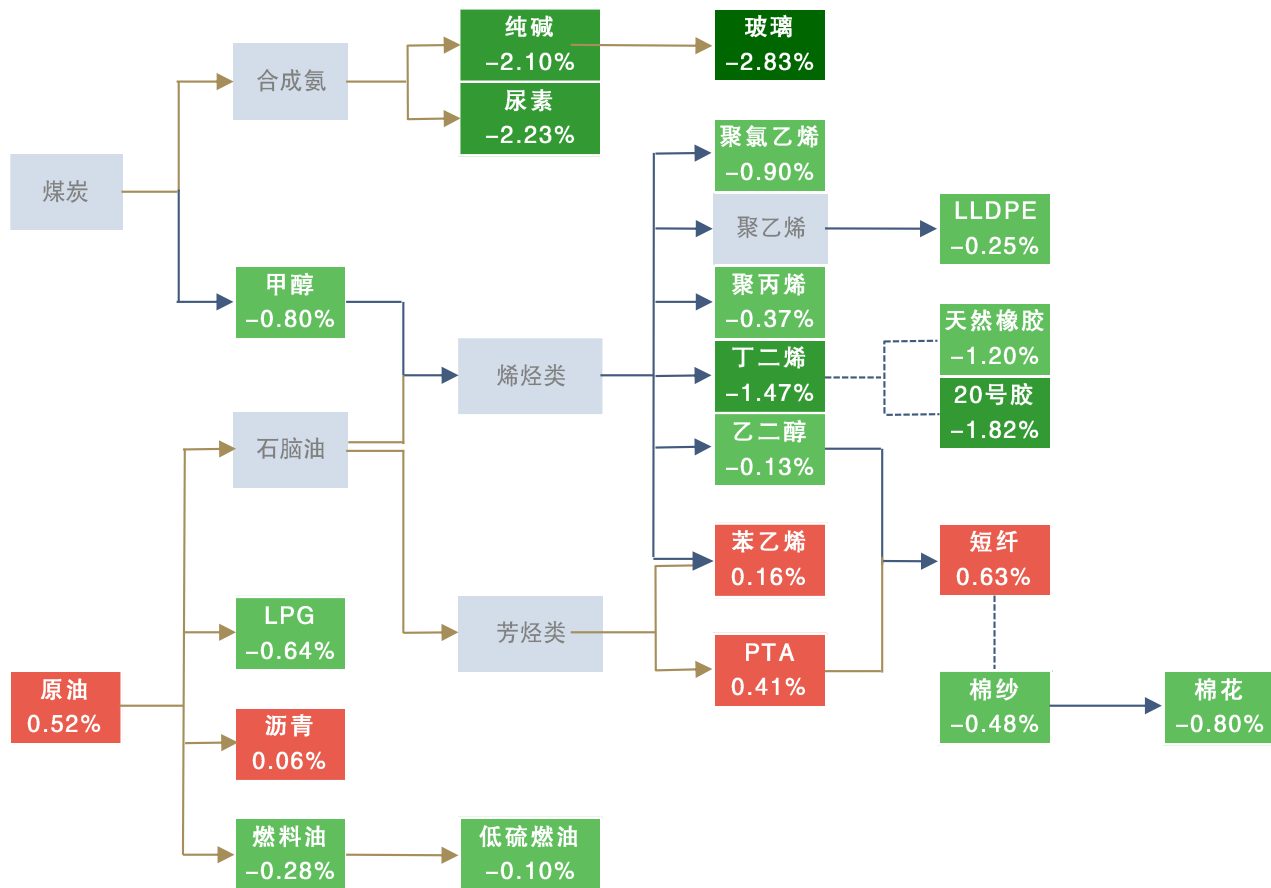 纯碱
-2.10%
玻璃
-2.83%
合成氨
尿素
-2.23%
煤炭
甲醇
-0.80%
聚氯乙烯
-0.90%
聚乙烯
LLDPE
-0.25%
聚丙烯
-0.37%
天然橡胶
-1.20%
烯烃类
丁二烯
-1.47%
20号胶
-1.82%
石脑油
乙二醇
-0.13%
苯乙烯
0.16%
短纤
0.63%
LPG
-0.64%
芳烃类
PTA
0.41%
原油
0.52%
沥青
0.06%
棉纱
-0.48%
棉花
-0.80%
燃料油
-0.28%
低硫燃油
-0.10%